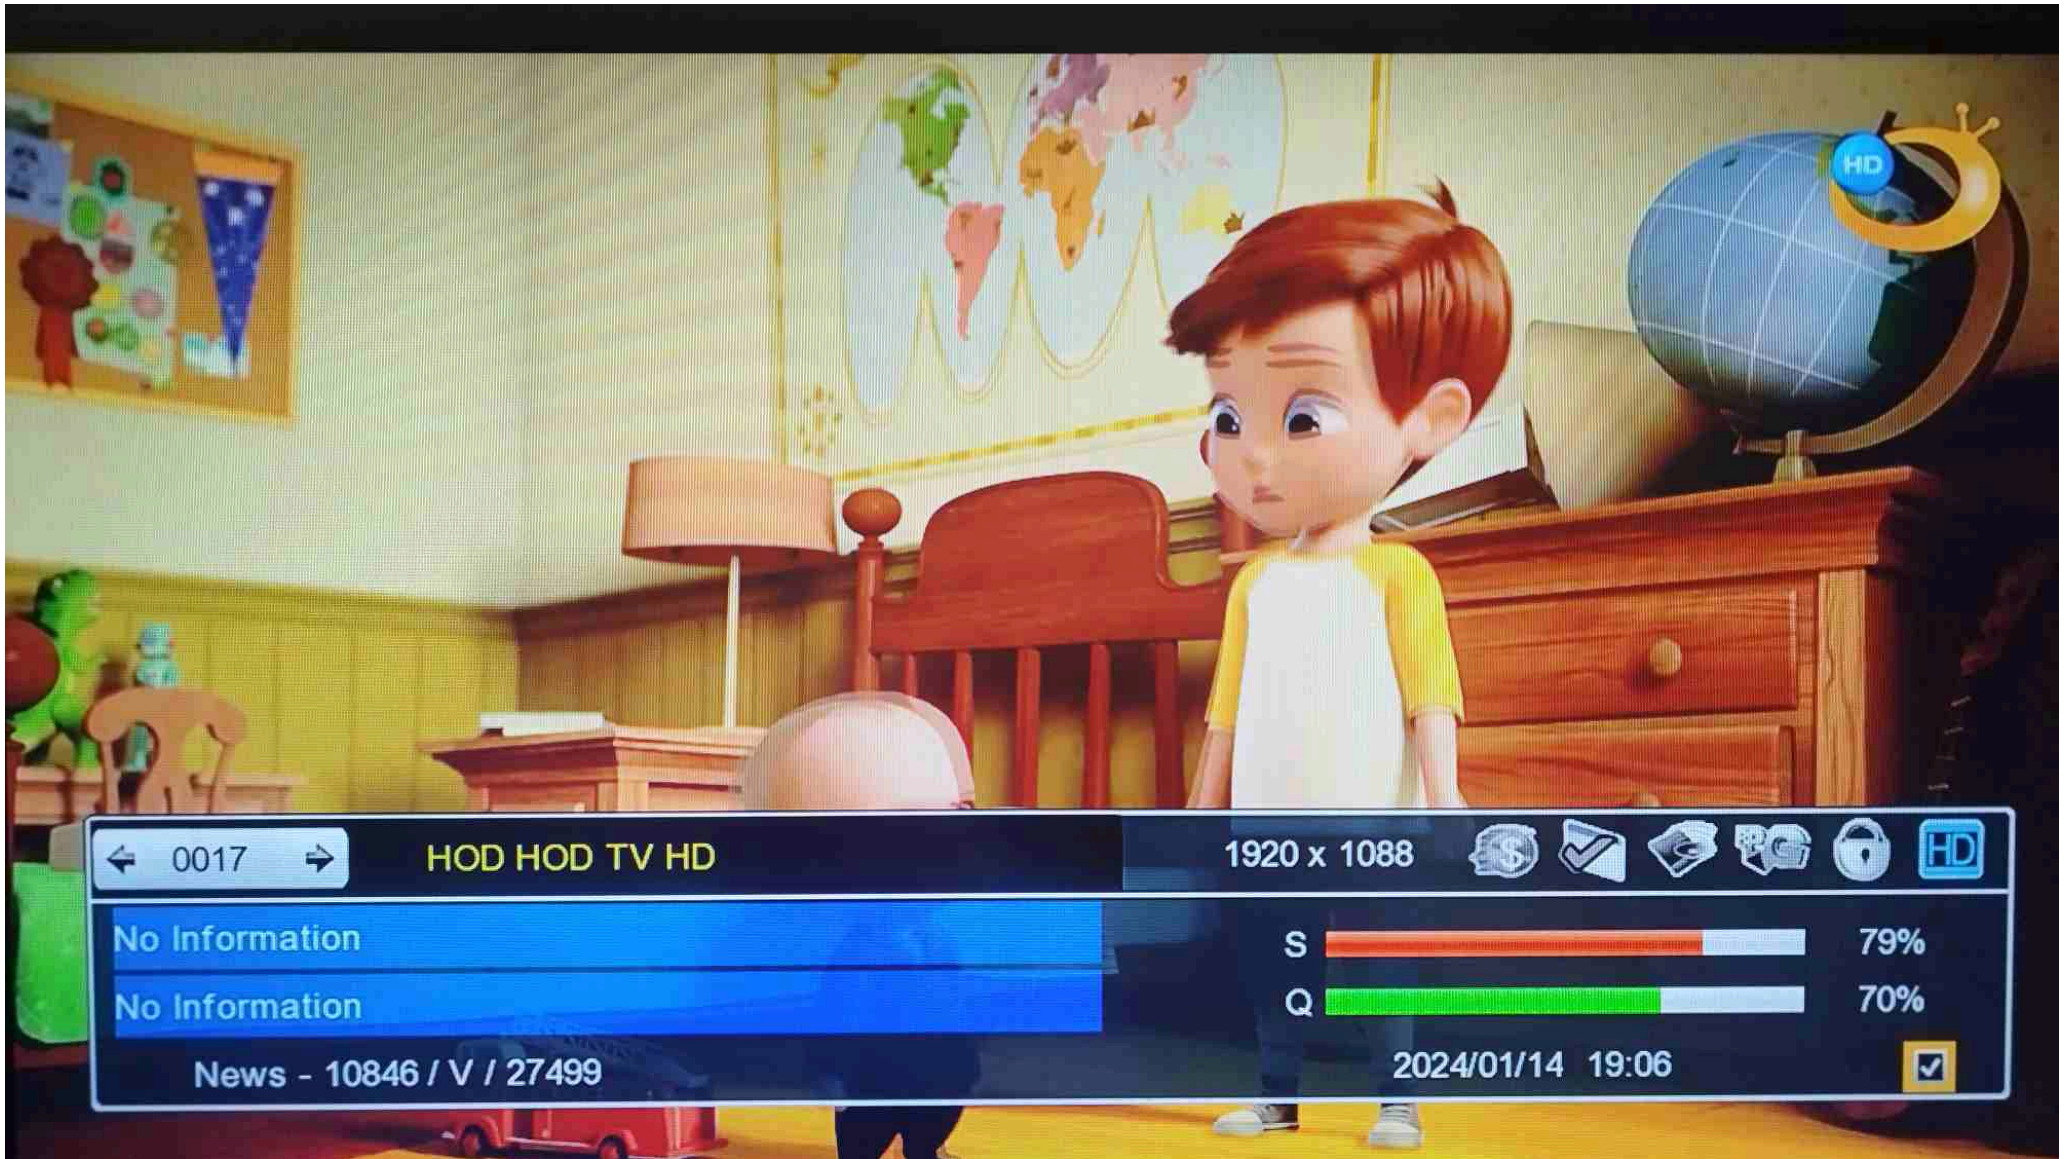 HD
0017
HOD HOD TV HD
1920 x 1088
$
HD
No Information
S
79%
No Information
Q
70%
News - 10846 / V / 27499
2024/01/14 19:06